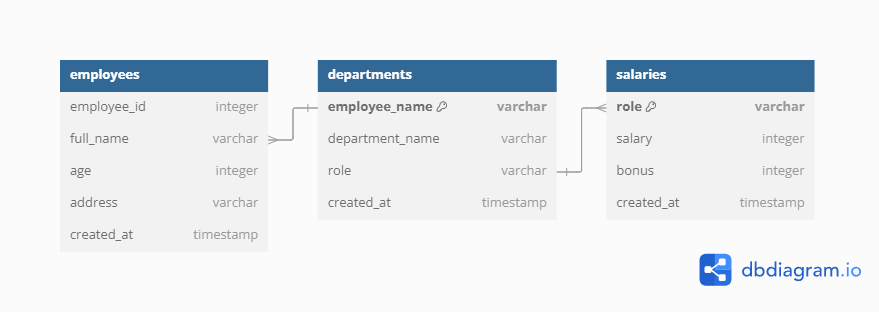 employees
employee_id integer
full_name varchar
age integer
address varchar
created_at timestamp
departments
employee_name varchar
department_name varchar
role varchar
created_at timestamp
salaries
role varchar
salary integer
bonus integer
created_at timestamp
dbdiagram.io